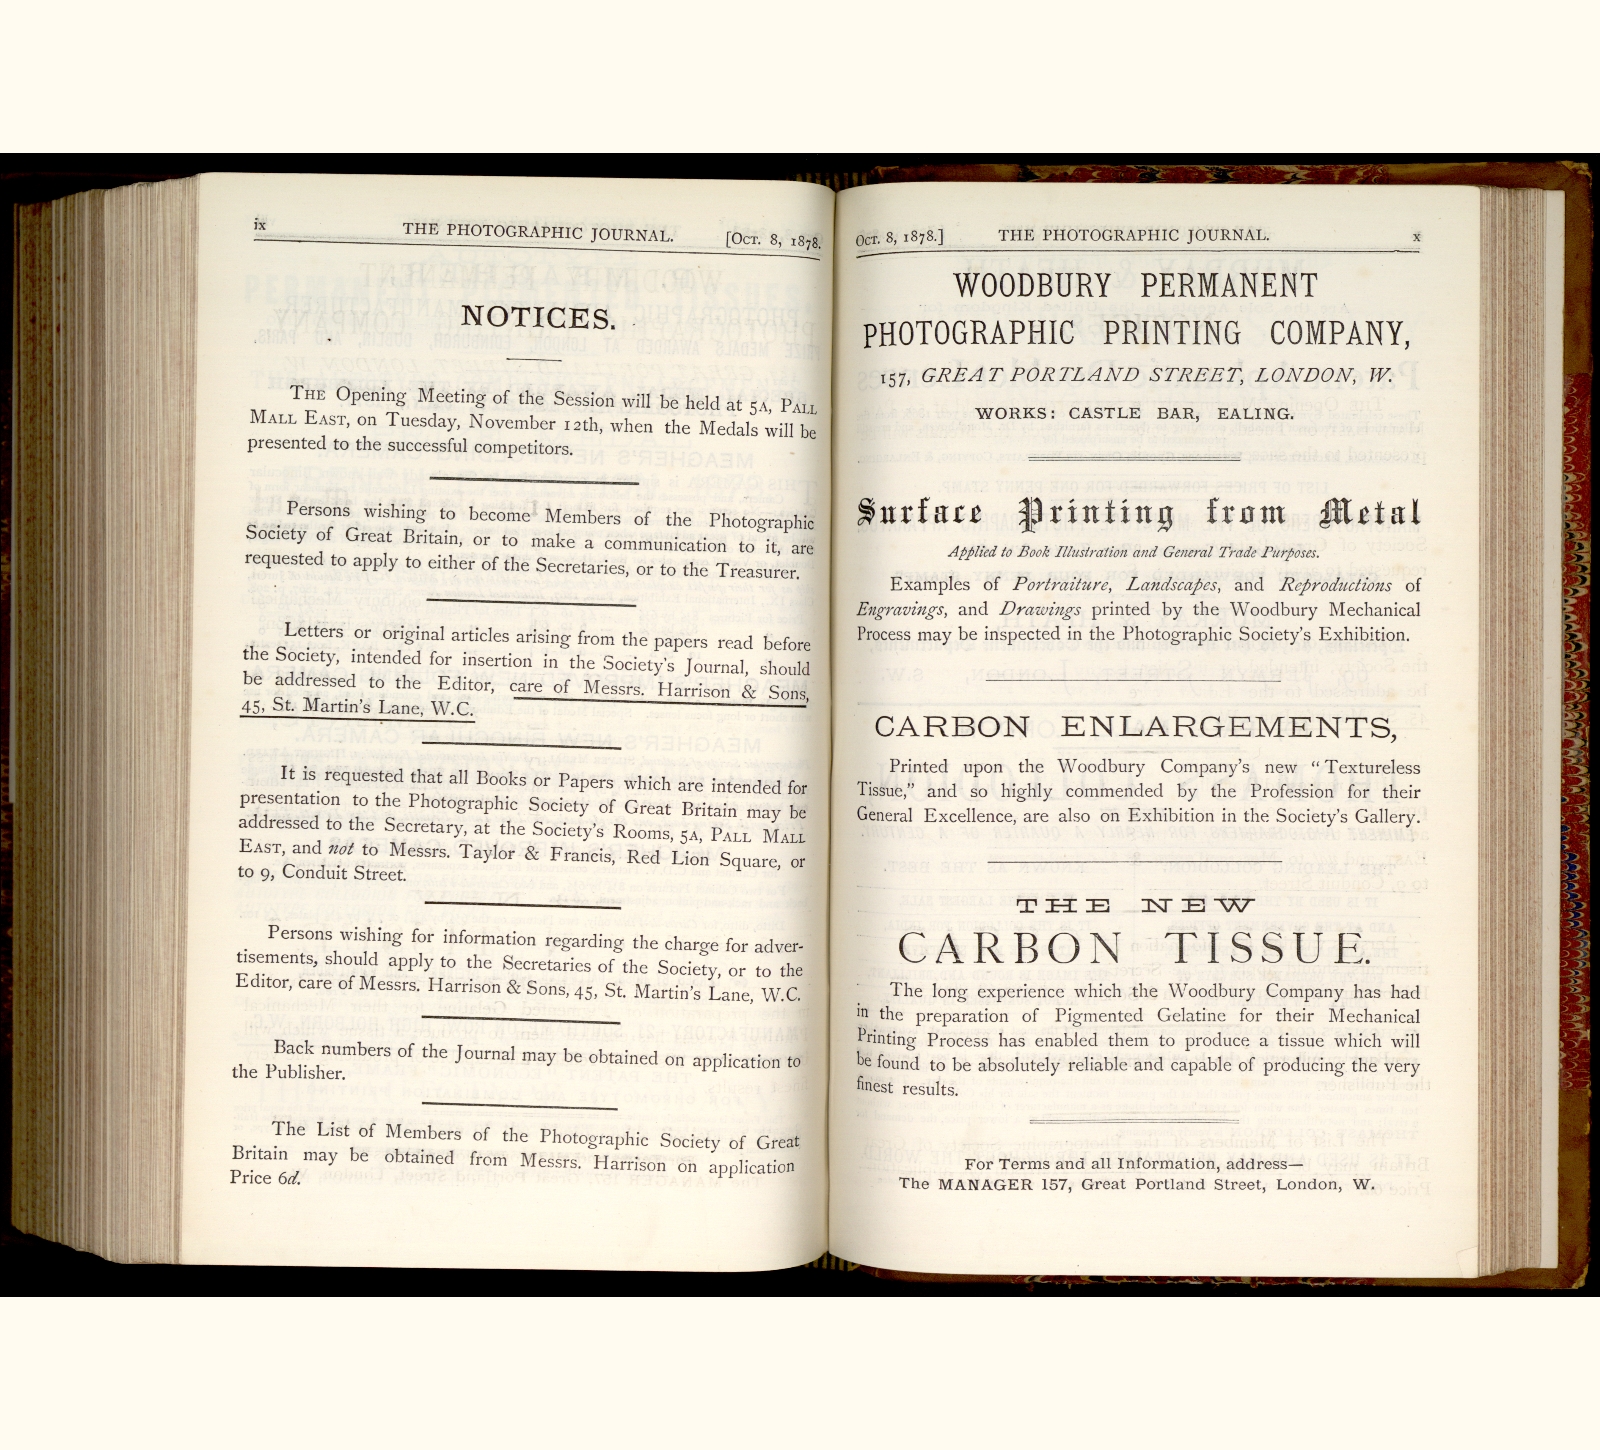 ix THE PHOTOGRAPHIC JOURNAL. [OCT. 8, 1878.
NOTICES.
THE Opening Meeting of the Session will be held at 5A, PALL
MALL EAST, on Tuesday, November 12th, when the Medals will be
presented to the successful competitors.
Persons wishing to become Members of the Photographic
Society of Great Britain, or to make a communication to it, are
requested to apply to either of the Secretaries, or to the Treasurer.
Letters or original articles arising from the papers read before
the Society, intended for insertion in the Society's Journal, should
be addressed to the Editor, care of Messrs. Harrison & Sons,
45, St. Martin's Lane, W.C.
It is requested that all Books or Papers which are intended for
presentation to the Photographic Society of Great Britain may be
addressed to the Secretary, at the Society's Rooms, 5A, PALL MALL
EAST, and not to Messrs. Taylor & Francis, Red Lion Square, or
to 9, Conduit Street.
Persons wishing for information regarding the charge for adver-
tisements, should apply to the Secretaries of the Society, or to the
Editor, care of Messrs. Harrison & Sons, 45, St. Martin's Lane, W.C.
Back numbers of the Journal may be obtained on application to
the Publisher.
The List of Members of the Photographic Society of Great
Britain may be obtained from Messrs. Harrison on application
Price 6d.
OCT. 8, 1878.] THE PHOTOGRAPHIC JOURNAL. x
WOODBURY PERMANENT
PHOTOGRAPHIC PRINTING COMPANY,
157, GREAT PORTLAND STREET, LONDON, W.
WORKS: CASTLE BAR, EALING.
Surface Printing from Metal
Applied to Book Illustration and General Trade Purposes.
Examples of Portraiture, Landscapes, and Reproductions of
Engravings, and Drawings printed by the Woodbury Mechanical
Process may be inspected in the Photographic Society's Exhibition.
CARBON ENLARGEMENTS,
Printed upon the Woodbury Company's new "Textureless
Tissue," and so highly commended by the Profession for their
General Excellence, are also on Exhibition in the Society's Gallery.
THE NEW
CARBON TISSUE.
The long experience which the Woodbury Company has had
in the preparation of Pigmented Gelatine for their Mechanical
Printing Process has enabled them to produce a tissue which will
be found to be absolutely reliable and capable of producing the very
finest results.
For Terms and all Information, address—
The MANAGER 157, Great Portland Street, London, W.